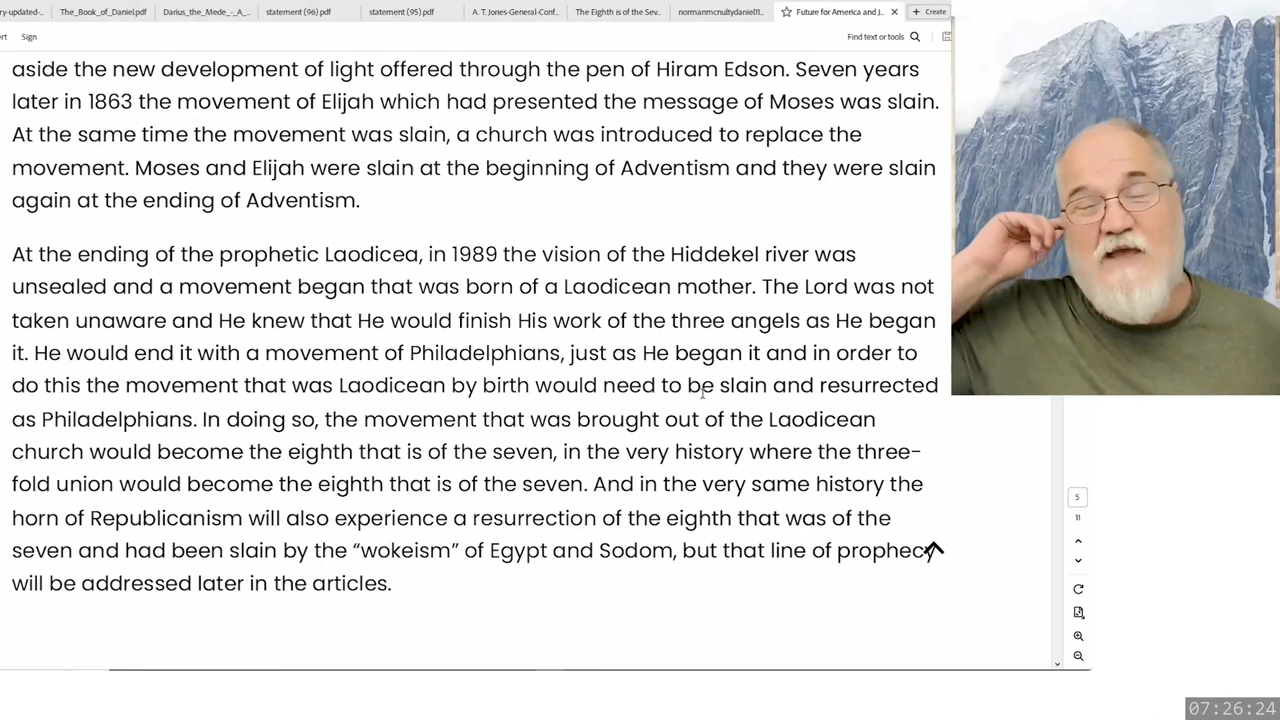 ry-updated-..
The_Book_of_Daniel.pdf
Darius_the_Mede_-_A_..
statement (96).pdf
statement (95).pdf
A. T. Jones-General-Conf...
The Eighth is of the Sev..
normanmcnultydaniel11..
Future for America and J..
Create
rt
Sign
Find text or tools
aside the new development of light offered through the pen of Hiram Edson. Seven years
later in 1863 the movement of Elijah which had presented the message of Moses was slain.
At the same time the movement was slain, a church was introduced to replace the
movement. Moses and Elijah were slain at the beginning of Adventism and they were slain
again at the ending of Adventism.
At the ending of the prophetic Laodicea, in 1989 the vision of the Hiddekel river was
unsealed and a movement began that was born of a Laodicean mother. The Lord was not
taken unaware and He knew that He would finish His work of the three angels as He began
it. He would end it with a movement of Philadelphians, just as He began it and in order to
do this the movement that was Laodicean by birth would need to be slain and resurrected
as Philadelphians. In doing so, the movement that was brought out of the Laodicean
church would become the eighth that is of the seven, in the very history where the three-
fold union would become the eighth that is of the seven. And in the very same history the
horn of Republicanism will also experience a resurrection of the eighth that was of the
seven and had been slain by the “wokeism” of Egypt and Sodom, but that line of prophecy
will be addressed later in the articles.
5
11
07:26:24